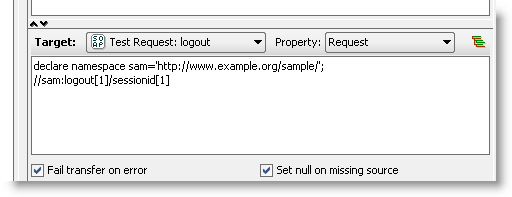 Target: SOAP Test Request: logout Property: Request
declare namespace sam='http://www.example.org/sample/';
//sam:logout[1]/sessionid[1]
Fail transfer on error Set null on missing source